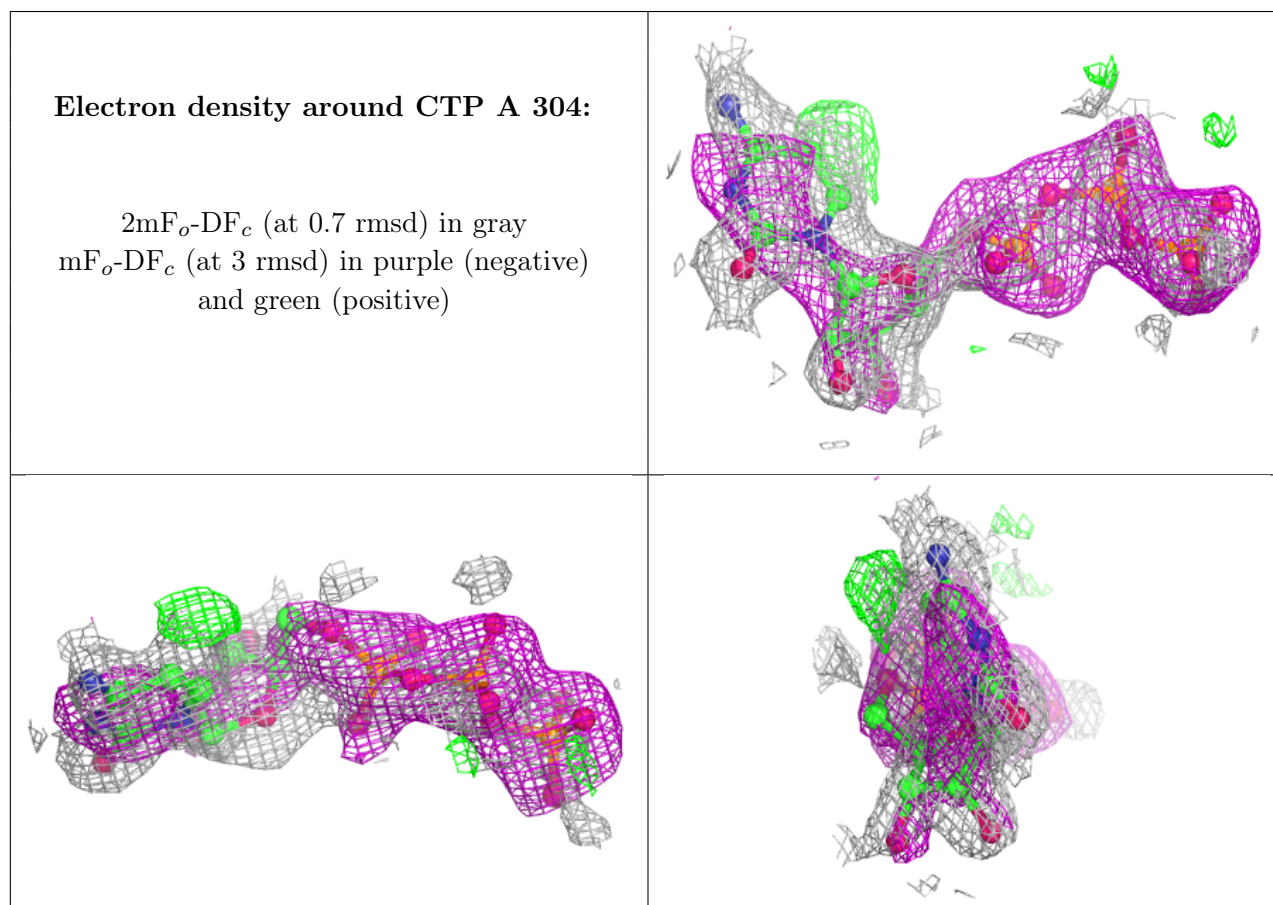 Electron density around CTP A 304:
2mFo-DFc (at 0.7 rmsd) in gray
mFo-DFc (at 3 rmsd) in purple (negative)
and green (positive)